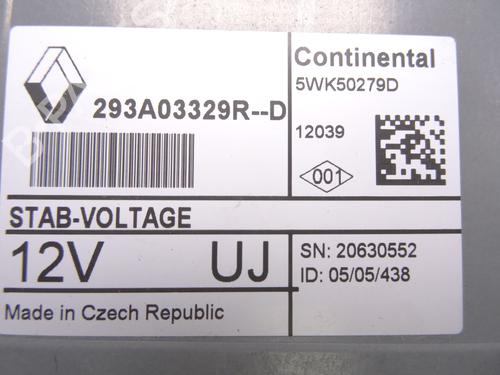 Continental
5WK50279D
293A03329R--D
12039
001
STAB-VOLTAGE
12V UJ
SN: 20630552
ID: 05/05/438
Made in Czech Republic